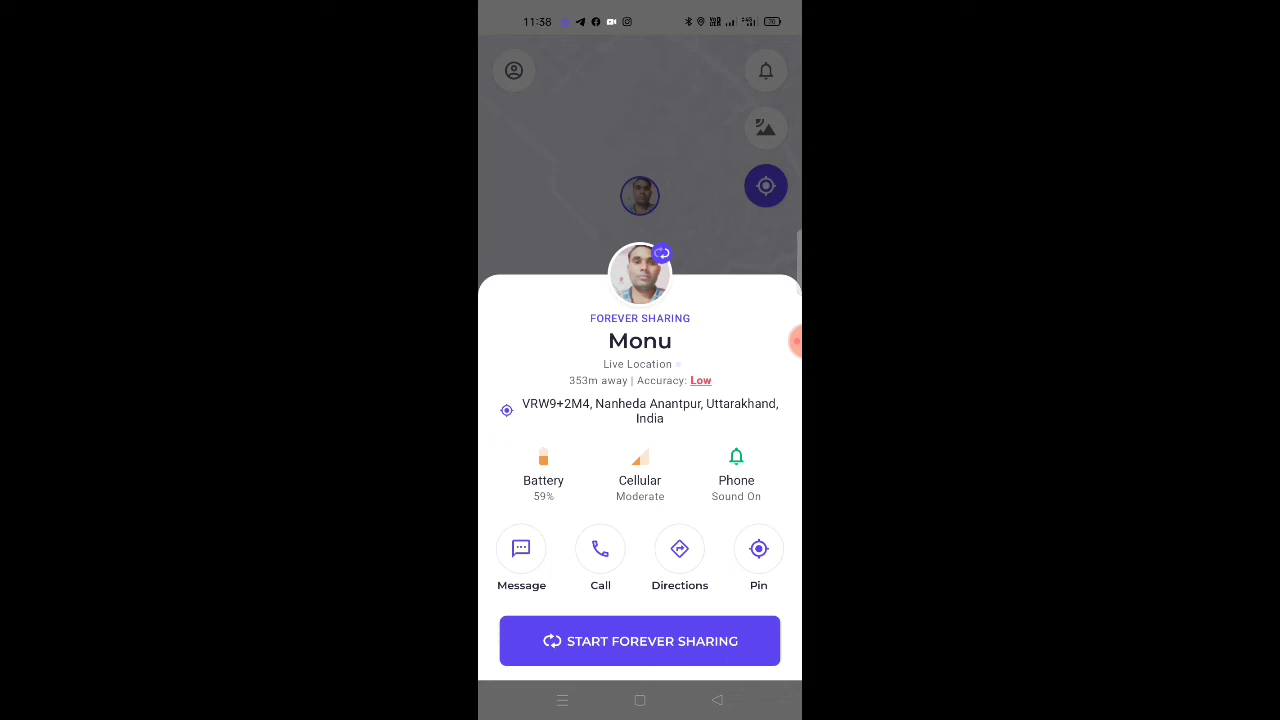 11:38
FOREVER SHARING
Monu
Live Location
353m away | Accuracy: Low
VRW9+2M4, Nanheda Anantpur, Uttarakhand,
India
Battery
Cellular
Phone
59%
Moderate
Sound On
Message
Call
Directions
Pin
START FOREVER SHARING